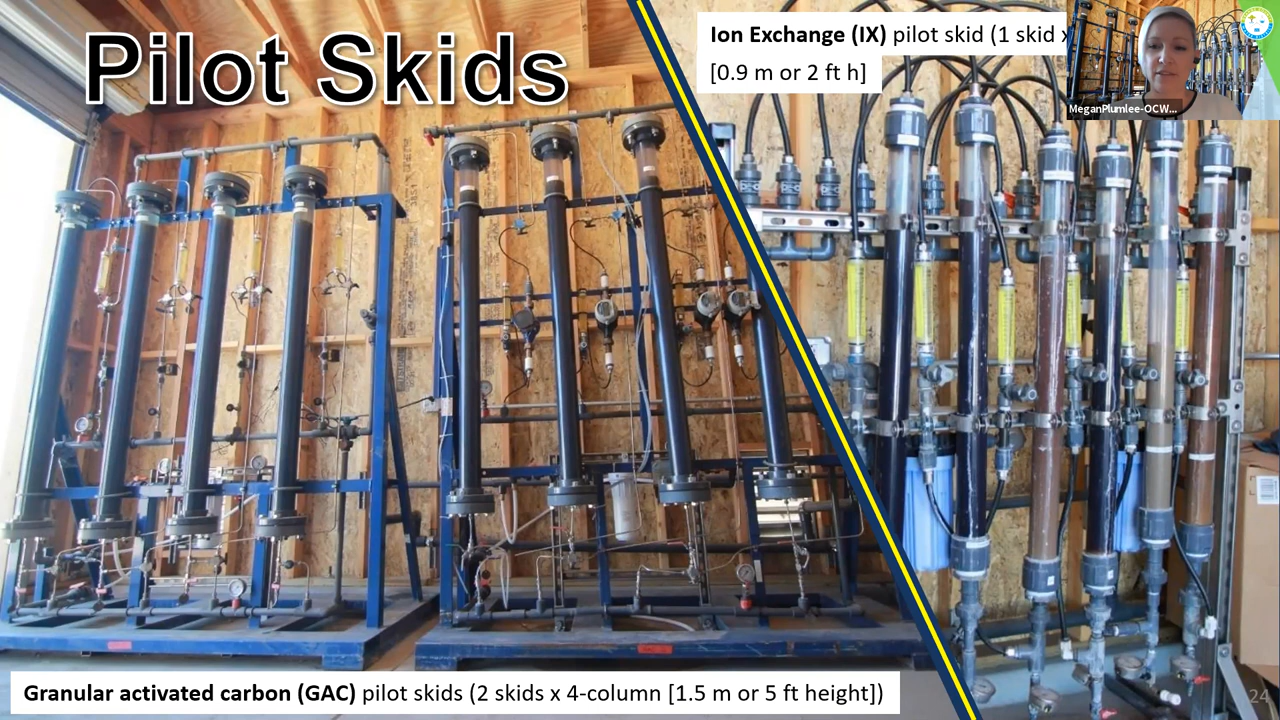 Pilot Skids
Ion Exchange (IX) pilot skid (1 skid x
[0.9 m or 2 ft h]
MeganPlumlee-OCW...
Granular activated carbon (GAC) pilot skids (2 skids x 4-column [1.5 m or 5 ft height])
24